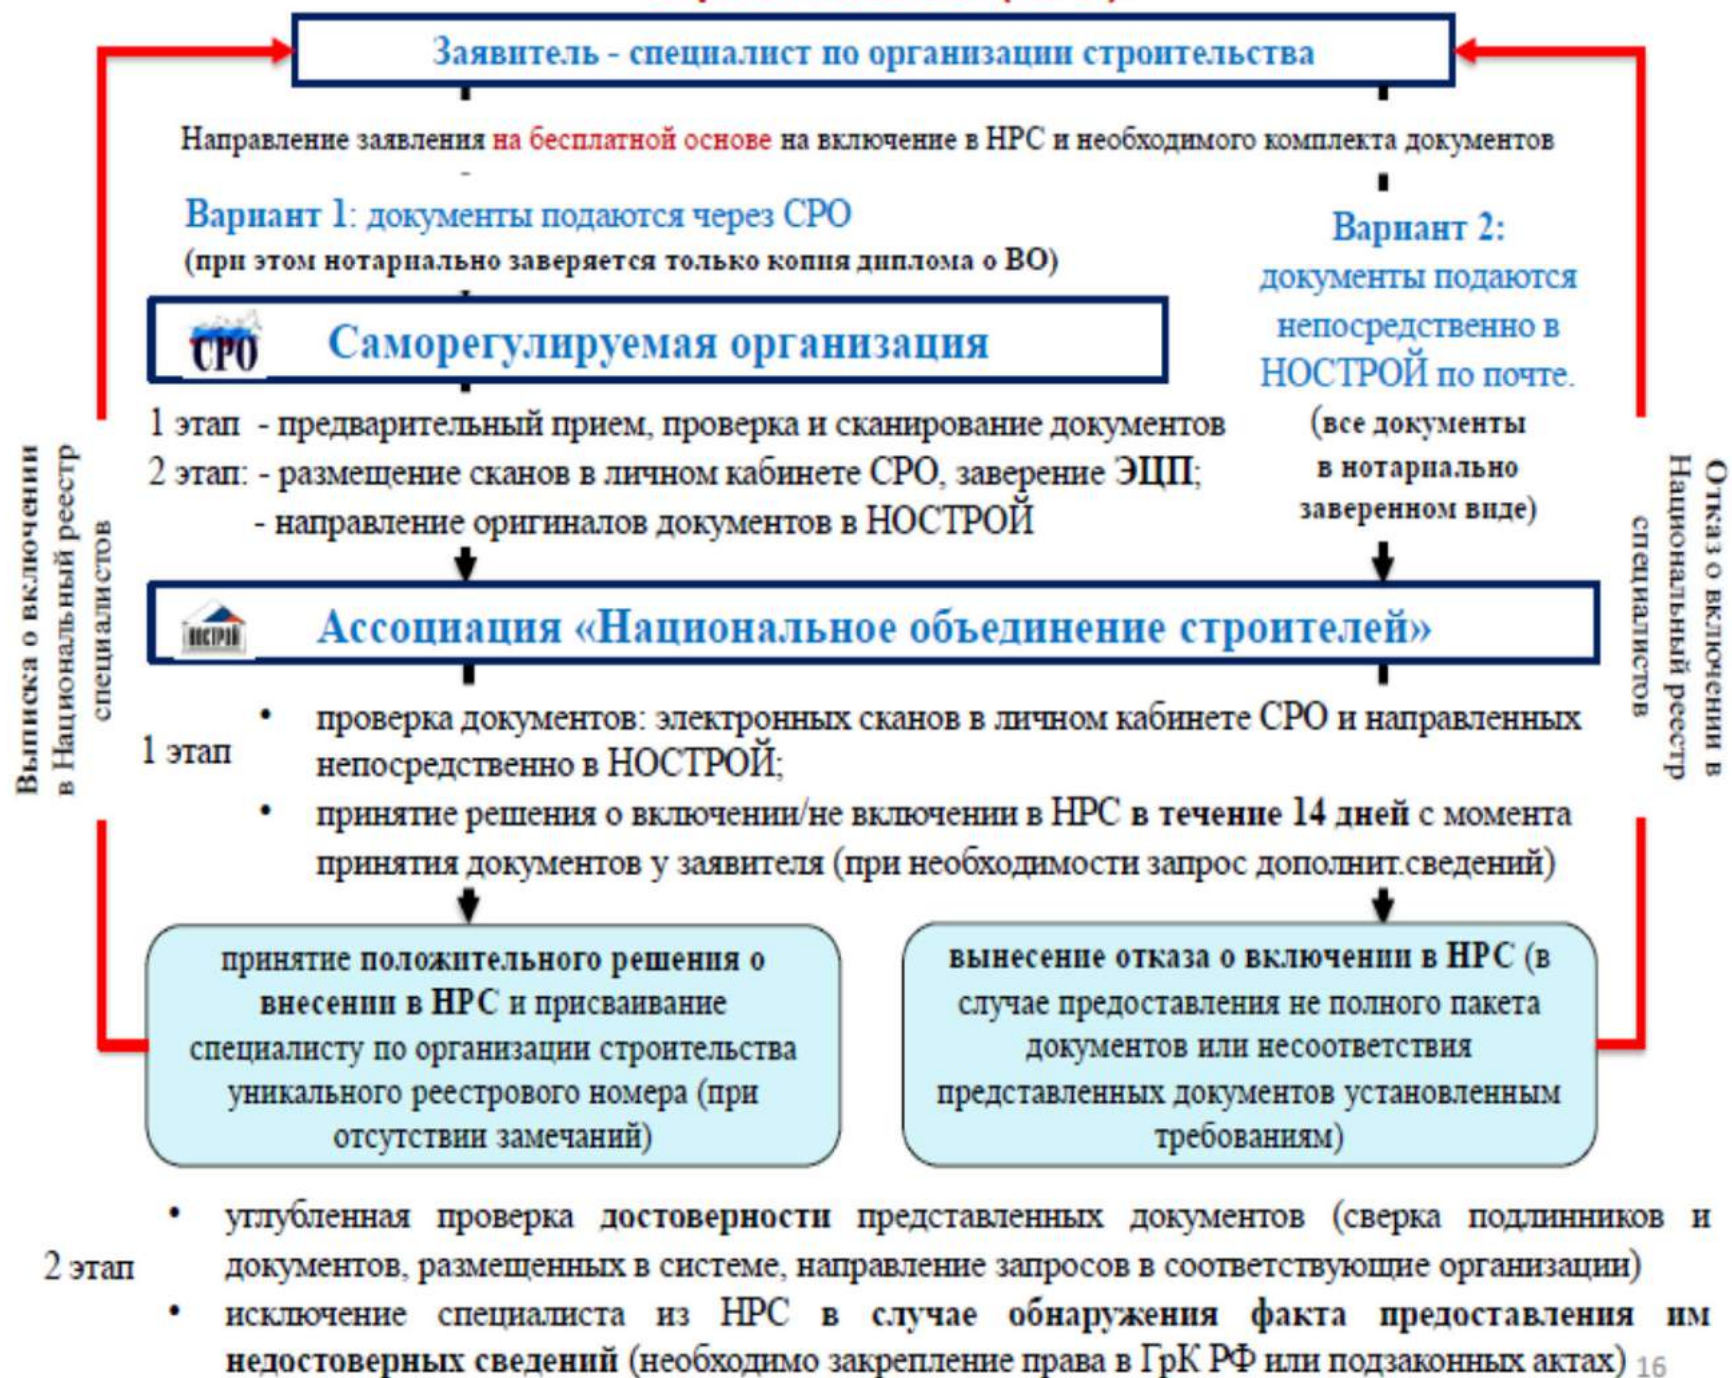 Заявитель - специалист по организации строительства
Направление заявления на бесплатной основе на включение в НРС и необходимого комплекта документов
Вариант 1: документы подаются через СРО
(при этом нотариально заверяется только копия диплома о ВО)
Вариант 2:
документы подаются
непосредственно в
НОСТРОЙ по почте.
(все документы
в нотариально
заверенном виде)
СРО
Саморегулируемая организация
1 этап - предварительный прием, проверка и сканирование документов
2 этап: - размещение сканов в личном кабинете СРО, заверение ЭЦП;
- направление оригиналов документов в НОСТРОЙ
Выписка о включении
в Национальный реестр
специалистов
Отказ о включении в
Национальный реестр
специалистов
НОСТРОЙ
Ассоциация «Национальное объединение строителей»
1 этап
• проверка документов: электронных сканов в личном кабинете СРО и направленных
непосредственно в НОСТРОЙ;
• принятие решения о включении/не включении в НРС в течение 14 дней с момента
принятия документов у заявителя (при необходимости запрос дополнит.сведений)
принятие положительного решения о
внесении в НРС и присваивание
специалисту по организации строительства
уникального реестрового номера (при
отсутствии замечаний)
вынесение отказа о включении в НРС (в
случае предоставления не полного пакета
документов или несоответствия
представленных документов установленным
требованиям)
2 этап
• углубленная проверка достоверности представленных документов (сверка подлинников и
документов, размещенных в системе, направление запросов в соответствующие организации)
• исключение специалиста из НРС в случае обнаружения факта предоставления им
недостоверных сведений (необходимо закрепление права в ГрК РФ или подзаконных актах)
16